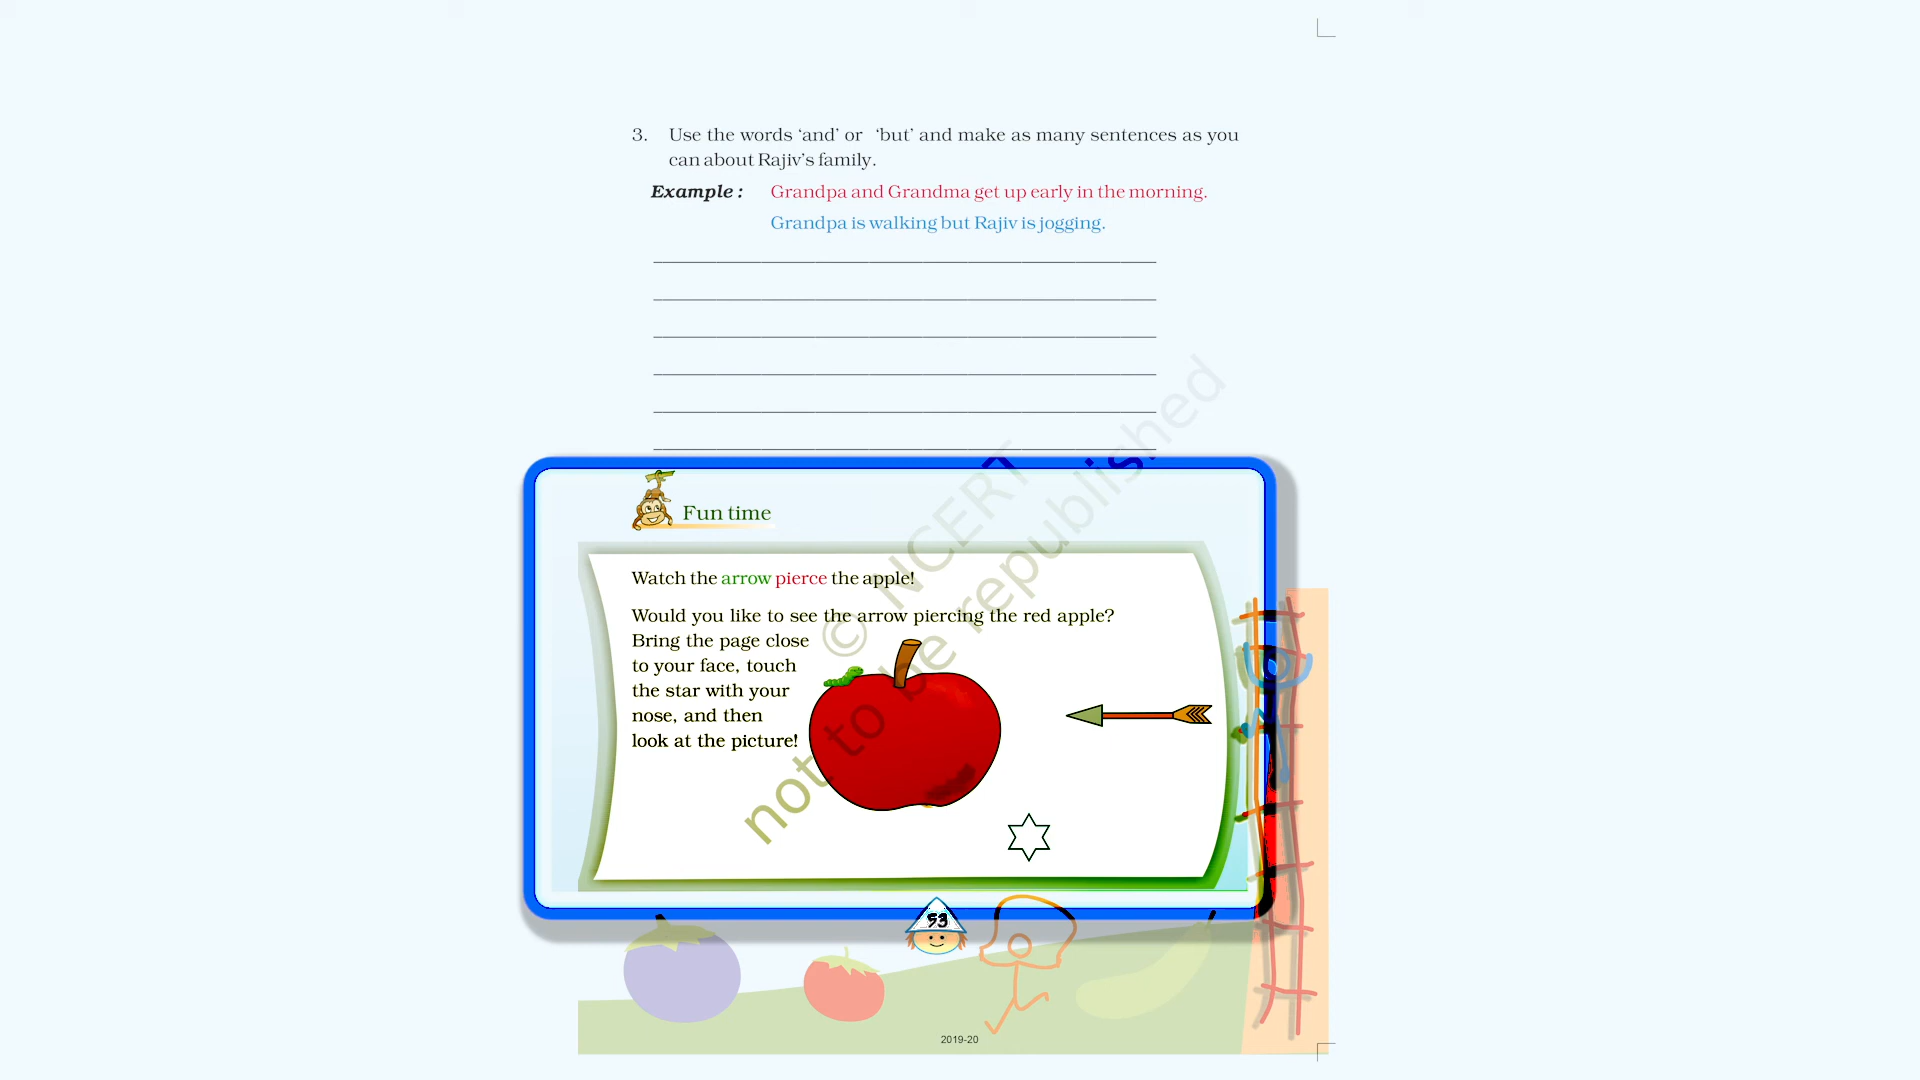 3. Use the words ‘and’ or ‘but’ and make as many sentences as you
can about Rajiv’s family.
Example : Grandpa and Grandma get up early in the morning.
Grandpa is walking but Rajiv is jogging.
Fun time
Watch the arrow pierce the apple!
Would you like to see the arrow piercing the red apple?
Bring the page close
to your face, touch
the star with your
nose, and then
look at the picture!
© NCERT
not to be republished
53
2019-20